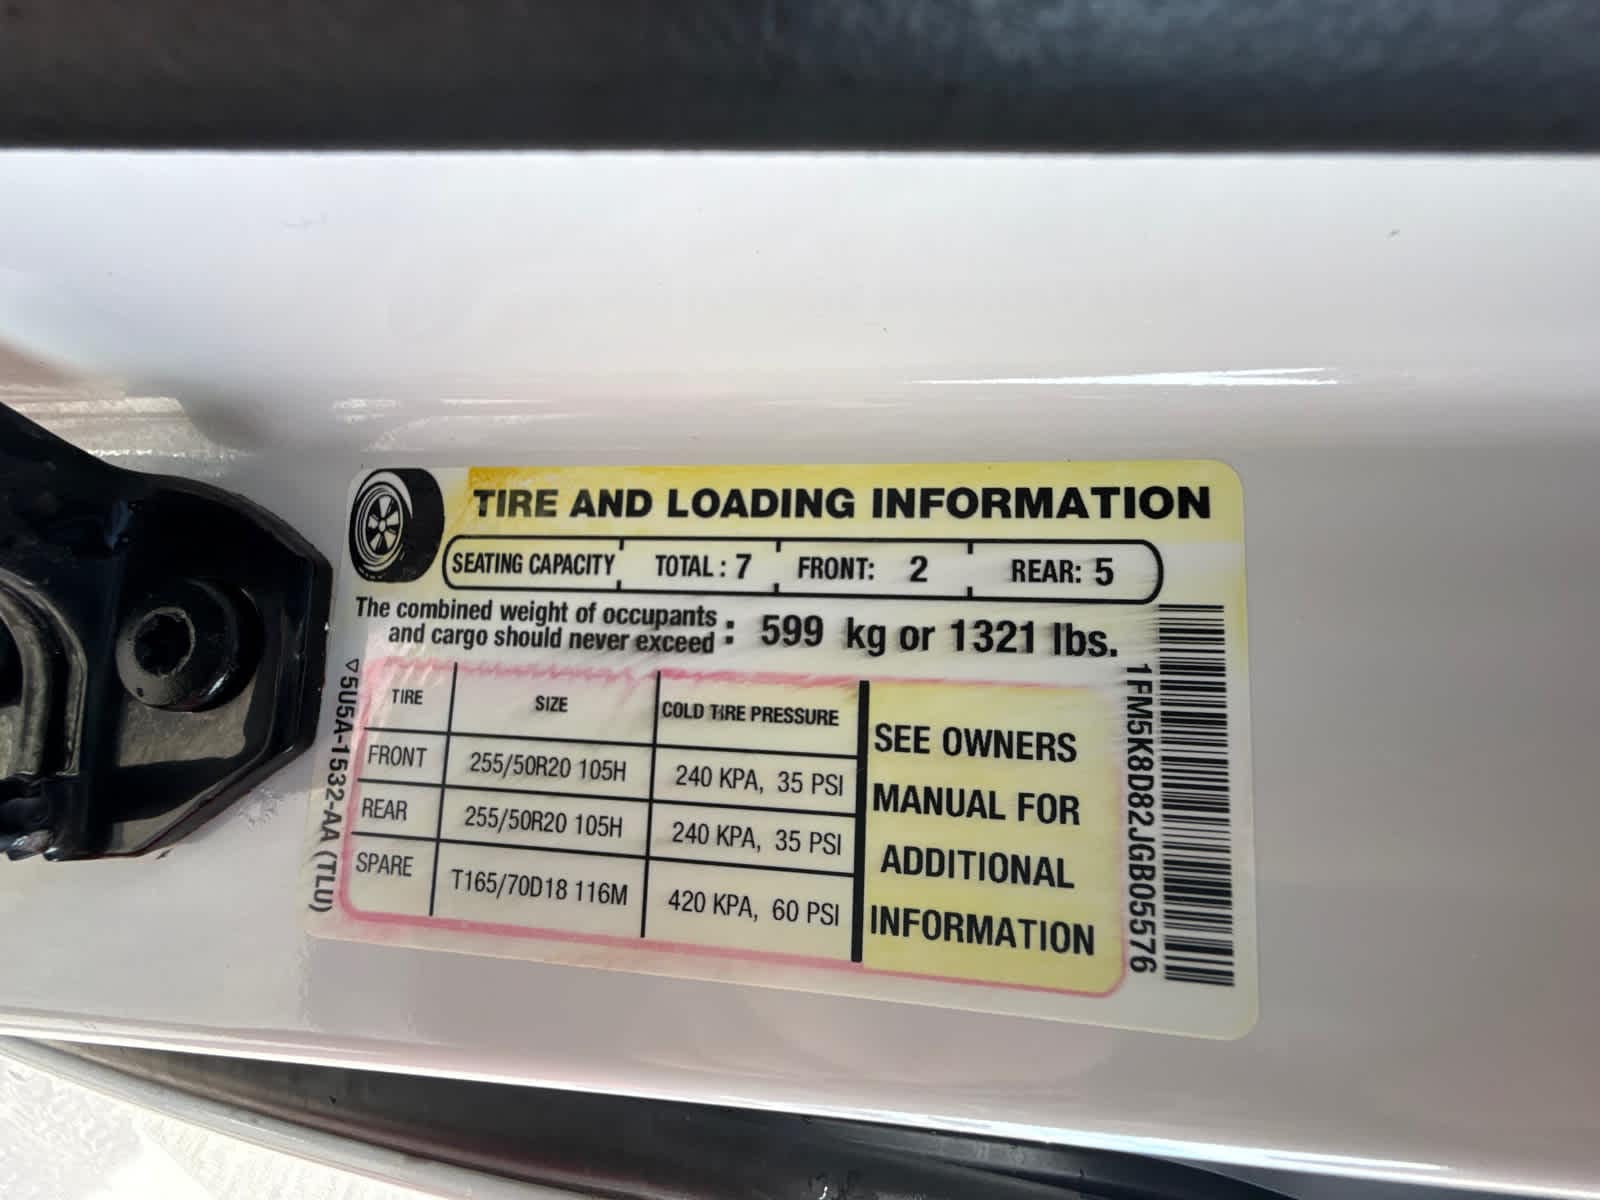 TIRE AND LOADING INFORMATION
SEATING CAPACITY TOTAL : 7 FRONT: 2 REAR: 5
The combined weight of occupants
and cargo should never exceed : 599 kg or 1321 lbs.
TIRE SIZE COLD TIRE PRESSURE
FRONT 255/50R20 105H 240 KPA, 35 PSI
REAR 255/50R20 105H 240 KPA, 35 PSI
SPARE T165/70D18 116M 420 KPA, 60 PSI
SEE OWNERS
MANUAL FOR
ADDITIONAL
INFORMATION
5U5A-1532-AA (TLU)
1FM5K8D82JGB05576